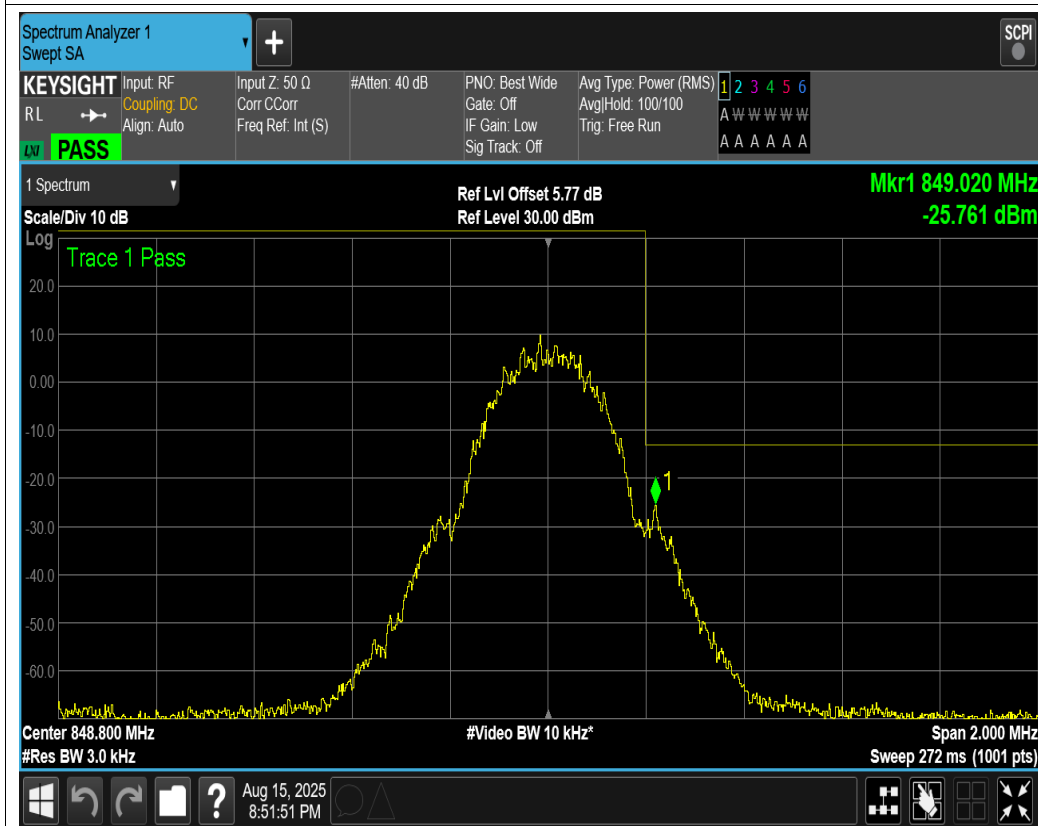 Spectrum Analyzer 1
Swept SA
SCPI
KEYSIGHT
RL
LXI
PASS
Input: RF
Coupling: DC
Align: Auto
Input Z: 50 Ω
Corr CCorr
Freq Ref: Int (S)
#Atten: 40 dB
PNO: Best Wide
Gate: Off
IF Gain: Low
Sig Track: Off
Avg Type: Power (RMS)
Avg|Hold: 100/100
Trig: Free Run
1 2 3 4 5 6
A W W W W W
A A A A A A
1 Spectrum
Scale/Div 10 dB
Ref Lvl Offset 5.77 dB
Ref Level 30.00 dBm
Mkr1 849.020 MHz
-25.761 dBm
Log
Trace 1 Pass
20.0
10.0
0.00
-10.0
-20.0
-30.0
-40.0
-50.0
-60.0
1
Center 848.800 MHz
#Res BW 3.0 kHz
#Video BW 10 kHz*
Span 2.000 MHz
Sweep 272 ms (1001 pts)
?
Aug 15, 2025
8:51:51 PM